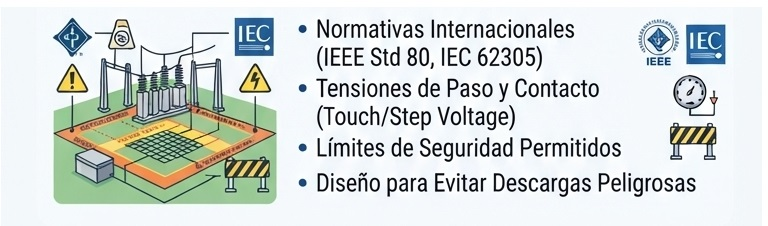 IEC
• Normativas Internacionales
(IEEE Std 80, IEC 62305)
• Tensiones de Paso y Contacto
(Touch/Step Voltage)
• Límites de Seguridad Permitidos
• Diseño para Evitar Descargas Peligrosas
IEEE
IEC